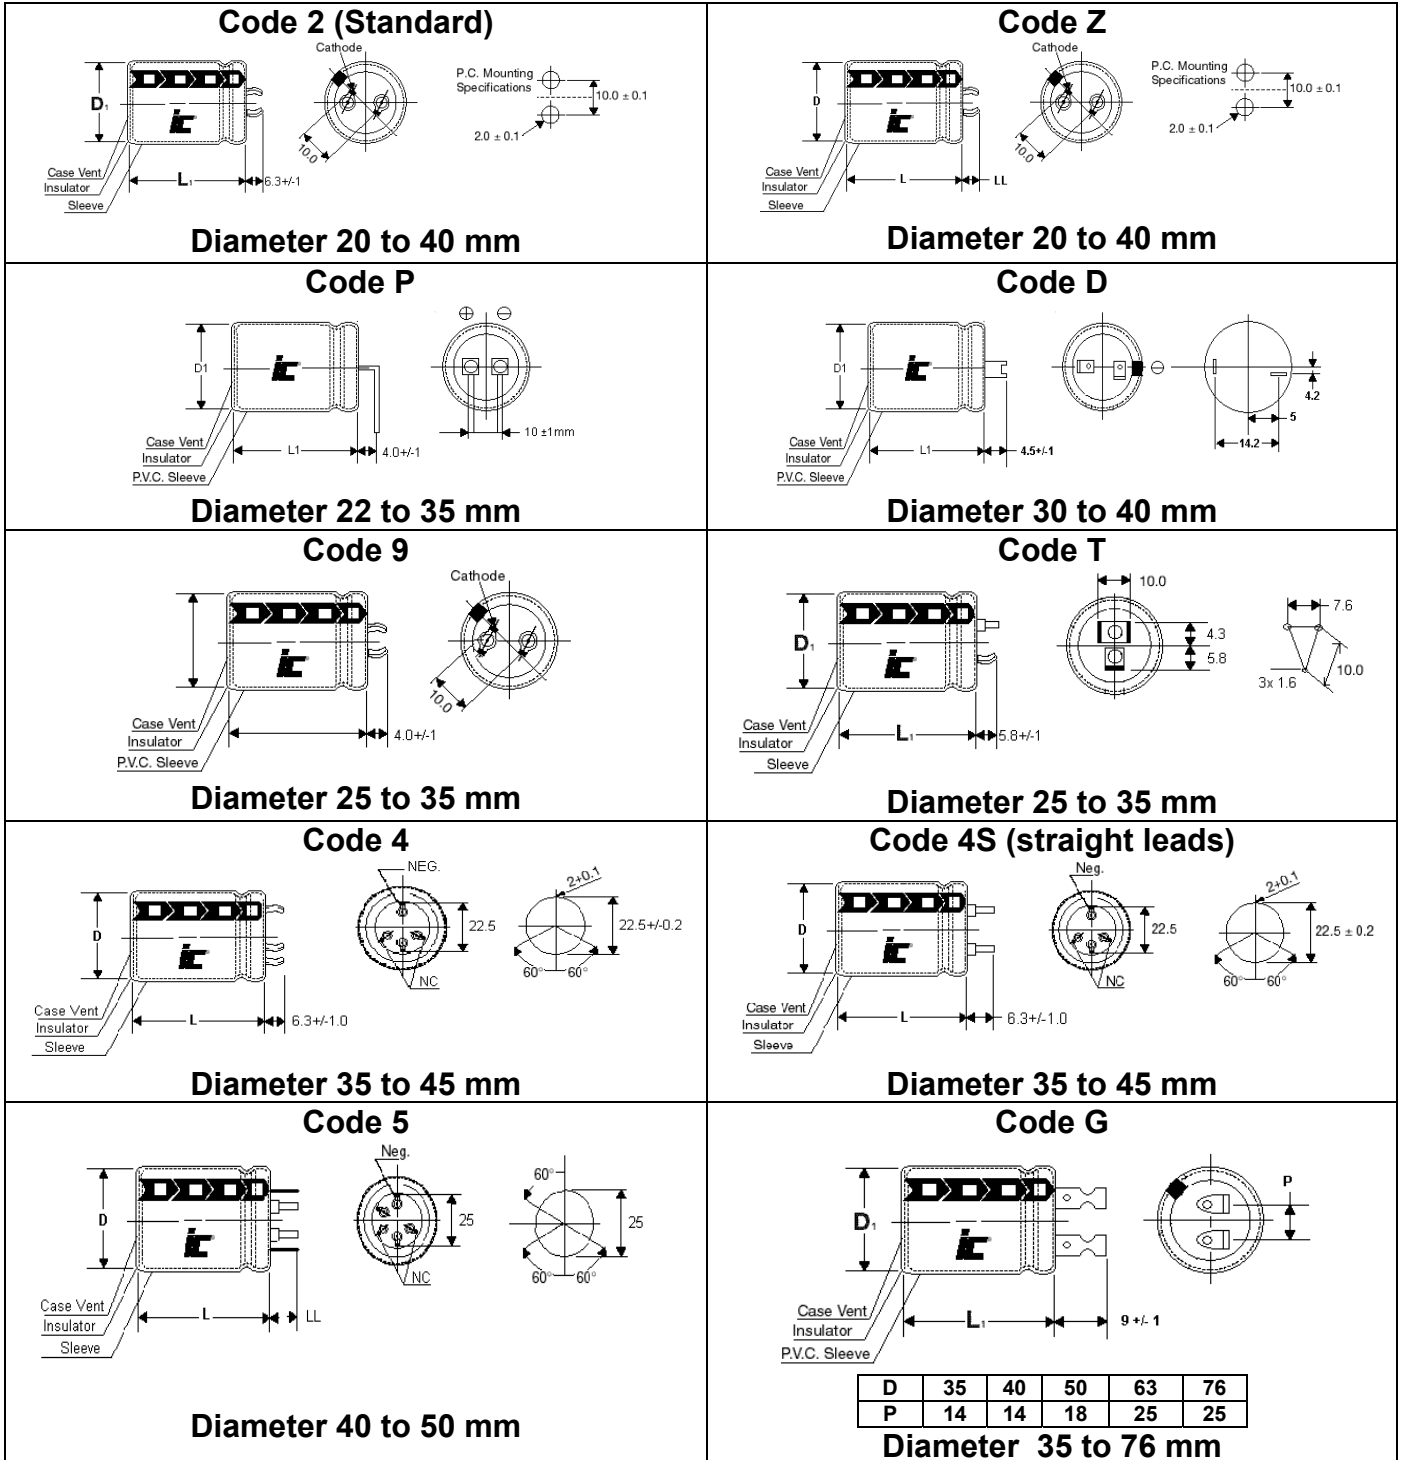 Code 2 (Standard)
Cathode
P.C. Mounting
Specifications
10.0 ± 0.1
2.0 ± 0.1
D1
ic
10.0
Case Vent
Insulator
Sleeve
L1
6.3+/-1
Diameter 20 to 40 mm
Code Z
Cathode
P.C. Mounting
Specifications
10.0 ± 0.1
2.0 ± 0.1
D
ic
10.0
Case Vent
Insulator
Sleeve
L
LL
Diameter 20 to 40 mm
Code P
D1
ic
Case Vent
Insulator
P.V.C. Sleeve
L1
4.0+/-1
10 ±1mm
Diameter 22 to 35 mm
Code D
D1
ic
4.2
5
14.2
Case Vent
Insulator
P.V.C. Sleeve
L1
4.5+/-1
Diameter 30 to 40 mm
Code 9
Cathode
ic
10.0
Case Vent
Insulator
P.V.C. Sleeve
4.0+/-1
Diameter 25 to 35 mm
Code T
10.0
7.6
4.3
5.8
10.0
3x 1.6
D1
ic
Case Vent
Insulator
Sleeve
L1
5.8+/-1
Diameter 25 to 35 mm
Code 4
NEG.
2+0.1
D
22.5
22.5+/-0.2
ic
60° 60°
NC
Case Vent
Insulator
Sleeve
L
6.3+/-1.0
Diameter 35 to 45 mm
Code 4S (straight leads)
Neg.
2+0.1
D
22.5
22.5 ± 0.2
ic
60° 60°
NC
Case Vent
Insulator
Sleeve
L
6.3+/-1.0
Diameter 35 to 45 mm
Code 5
Neg.
60°
D
25
25
ic
60° 60°
NC
Case Vent
Insulator
Sleeve
L
LL
Diameter 40 to 50 mm
Code G
P
D1
ic
Case Vent
Insulator
P.V.C. Sleeve
L1
9 +/- 1
D 35 40 50 63 76
P 14 14 18 25 25
Diameter 35 to 76 mm